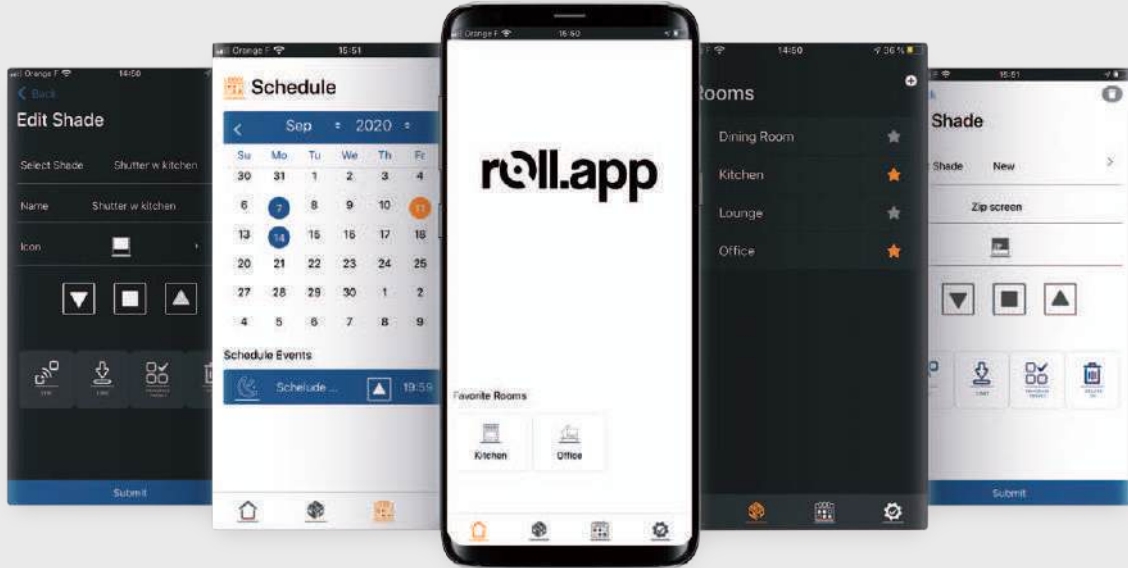 Orange F 14:50
Back
Edit Shade
Select Shade Shutter w kitchen
Name Shutter w kitchen
Icon
Submit
Orange F 15:51
Schedule
Sep 2020
Su Mo Tu We Th Fr
30 31 1 2 3 4
6 7 8 9 10 11
13 14 15 16 17 18
20 21 22 23 24 25
27 28 29 30 1 2
4 5 6 7 8 9
Schedule Events
Schelude ... 19:59
Orange F 15:50
roll.app
Favorite Rooms
Kitchen Office
F 14:50 36 %
Rooms
Dining Room
Kitchen
Lounge
Office
15:51
Shade
Shade New
Zip screen
Submit